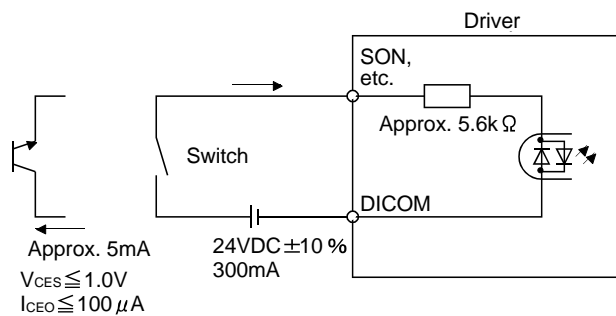 Driver
SON,
etc.
Approx. 5.6kΩ
Switch
DICOM
Approx. 5mA
24VDC±10%
300mA
VCES≦1.0V
ICEO≦100μA